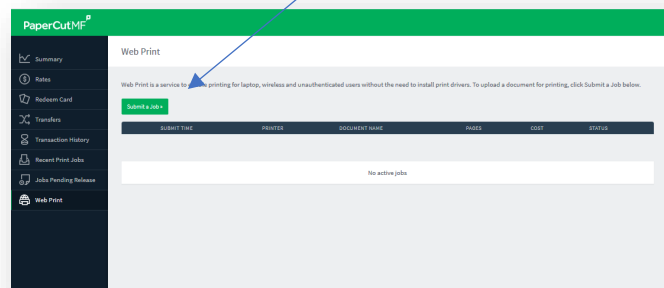 PaperCutMF
Summary
Rates
Redeem Card
Transfers
Transaction History
Recent Print Jobs
Jobs Pending Release
Web Print
Web Print
Web Print is a service to printing for laptop, wireless and unauthenticated users without the need to install print drivers. To upload a document for printing, click Submit a Job below.
Submit a Job »
SUBMIT TIME PRINTER DOCUMENT NAME PAGES COST STATUS
No active jobs